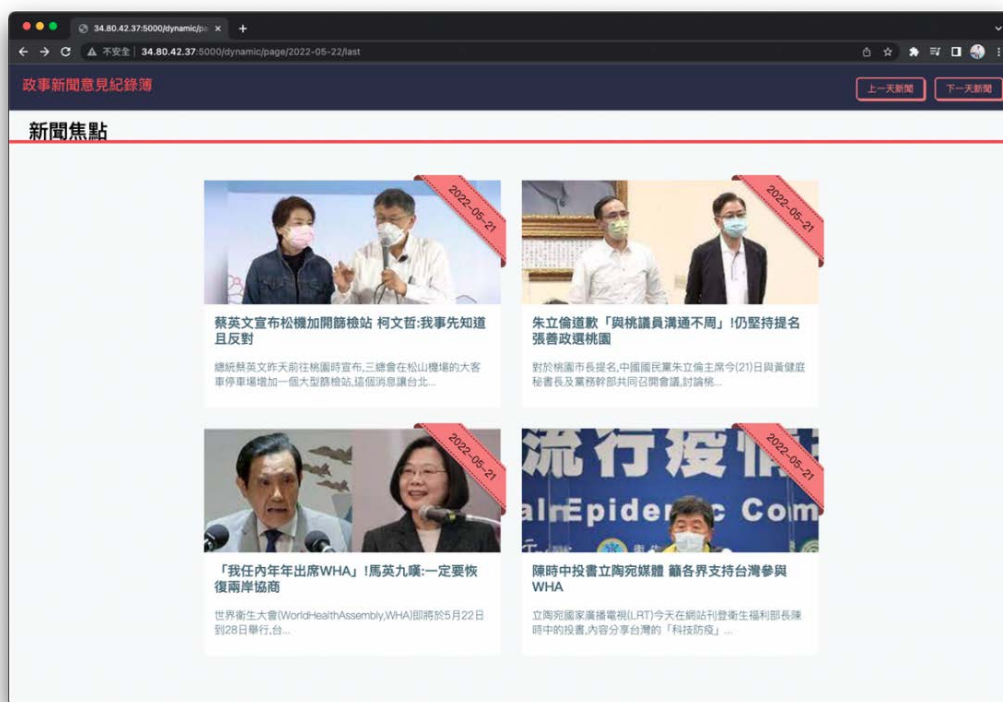 34.80.42.37:5000/dynamic/pa
不安全 34.80.42.37:5000/dynamic/page/2022-05-22/last
政事新聞意見紀錄簿
上一天新聞
下一天新聞
新聞焦點
2022-05-21
蔡英文宣布松機加開篩檢站 柯文哲:我事先知道
且反對
總統蔡英文昨天前往桃園時宣布,三總會在松山機場的大客
車停車場增加一個大型篩檢站,這個消息讓台北...
2022-05-21
朱立倫道歉「與桃議員溝通不周」!仍堅持提名
張善政選桃園
對於桃園市長提名,中國國民黨朱立倫主席今(21)日與黃健庭
秘書長及黨務幹部共同召開會議,討論桃...
2022-05-21
「我任內年年出席WHA」!馬英九嘆:一定要恢
復兩岸協商
世界衛生大會(WorldHealthAssembly,WHA)即將於5月22日
到28日舉行,台...
2022-05-21
流行疫情
al Epidemic Com
陳時中投書立陶宛媒體 籲各界支持台灣參與
WHA
立陶宛國家廣播電視(LRT)今天在網站刊登衛生福利部長陳
時中的投書,內容分享台灣的「科技防疫」...